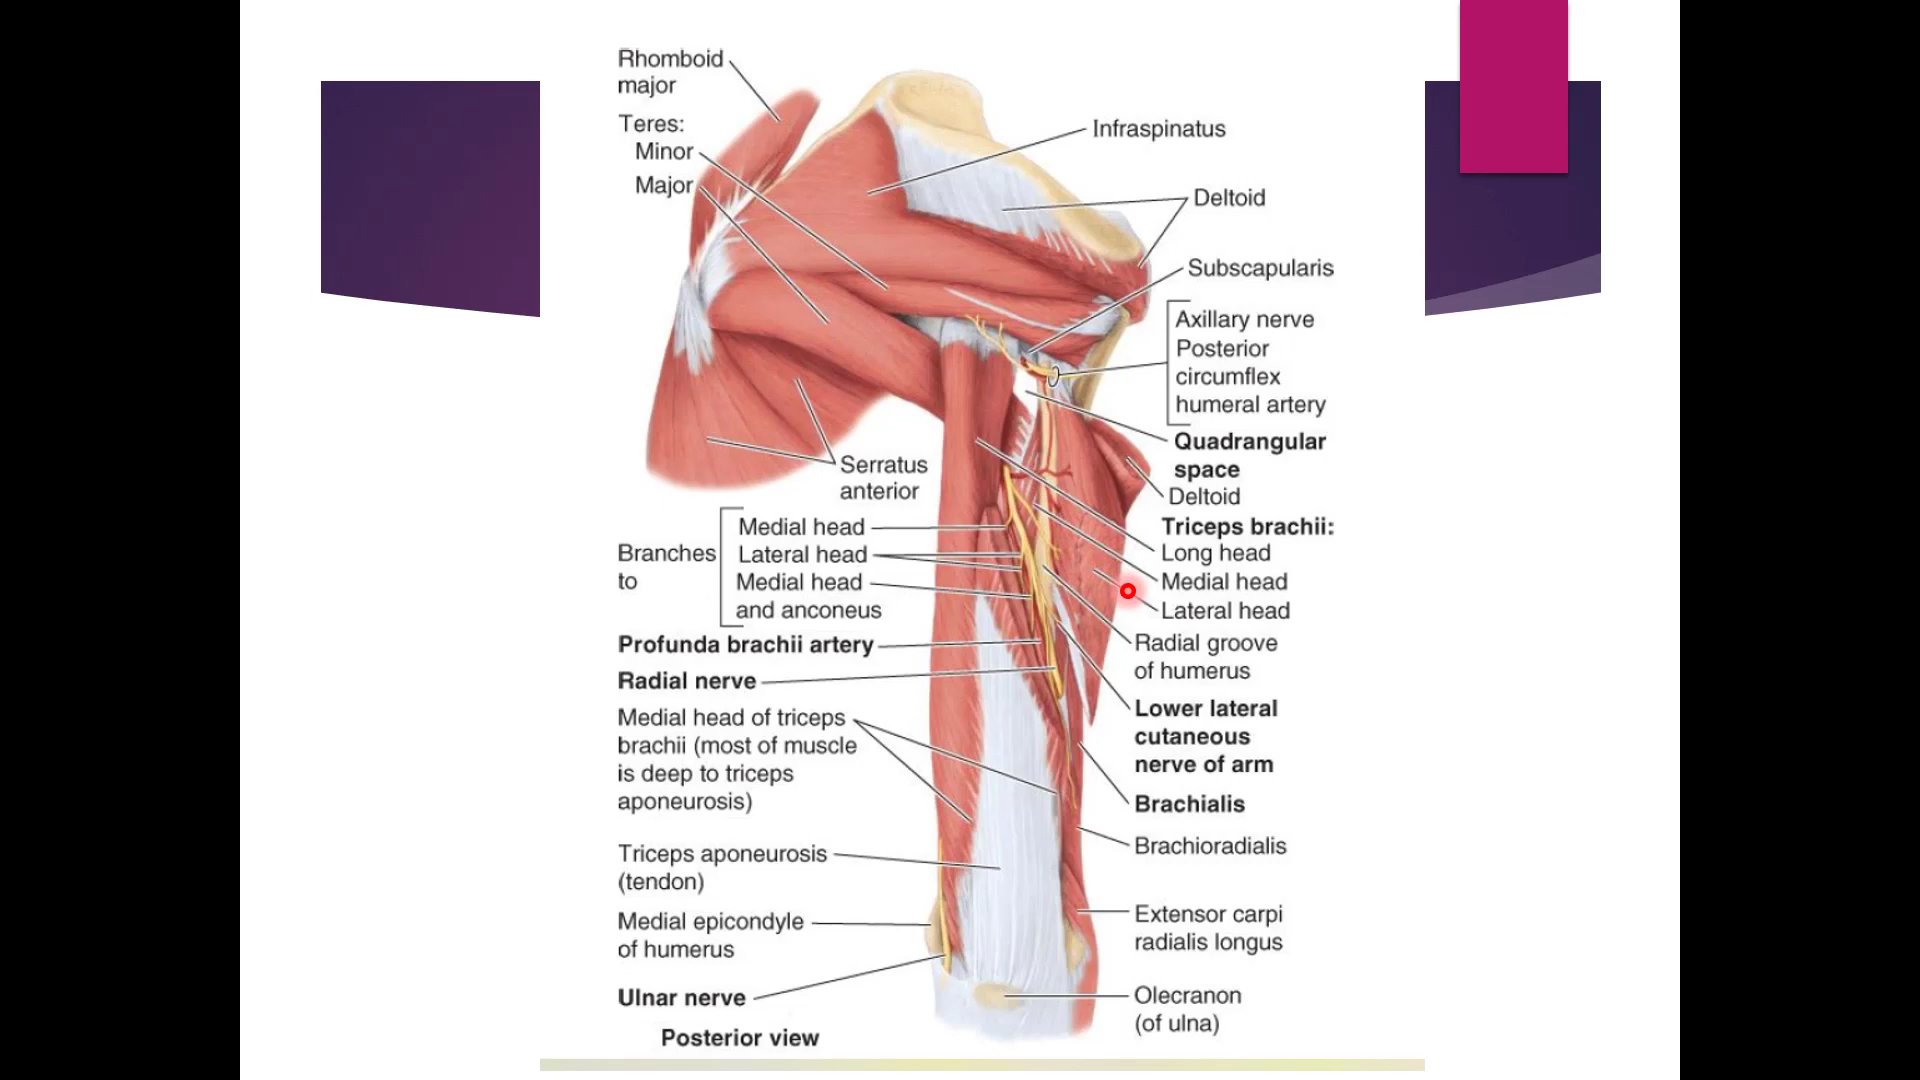 Rhomboid
major
Teres:
Minor
Major
Infraspinatus
Deltoid
Subscapularis
Axillary nerve
Posterior
circumflex
humeral artery
Quadrangular
space
Deltoid
Serratus
anterior
Branches
to
Medial head
Lateral head
Medial head
and anconeus
Triceps brachii:
Long head
Medial head
Lateral head
Radial groove
of humerus
Profunda brachii artery
Radial nerve
Lower lateral
cutaneous
nerve of arm
Medial head of triceps
brachii (most of muscle
is deep to triceps
aponeurosis)
Brachialis
Brachioradialis
Triceps aponeurosis
(tendon)
Medial epicondyle
of humerus
Extensor carpi
radialis longus
Ulnar nerve
Olecranon
(of ulna)
Posterior view